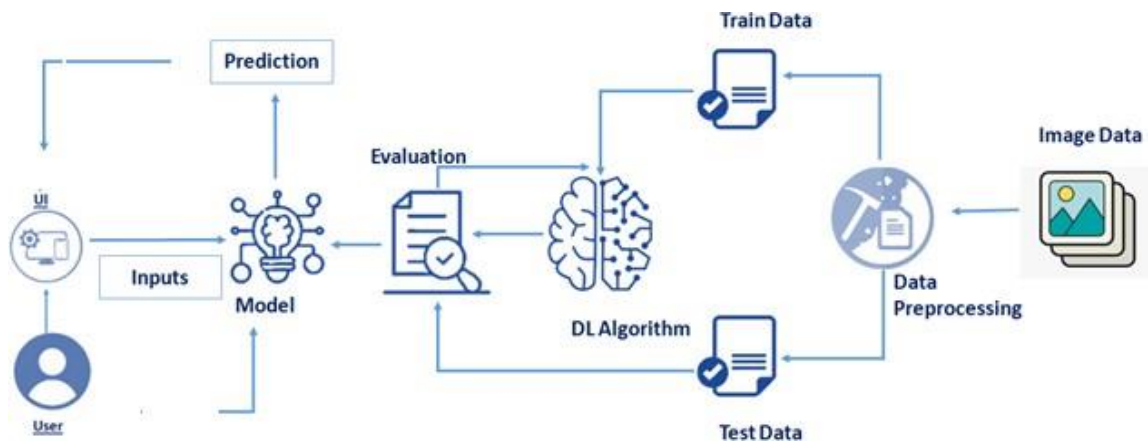 Train Data
Prediction
Image Data
Evaluation
UI
Inputs
Model
Data
Preprocessing
DL Algorithm
User
Test Data